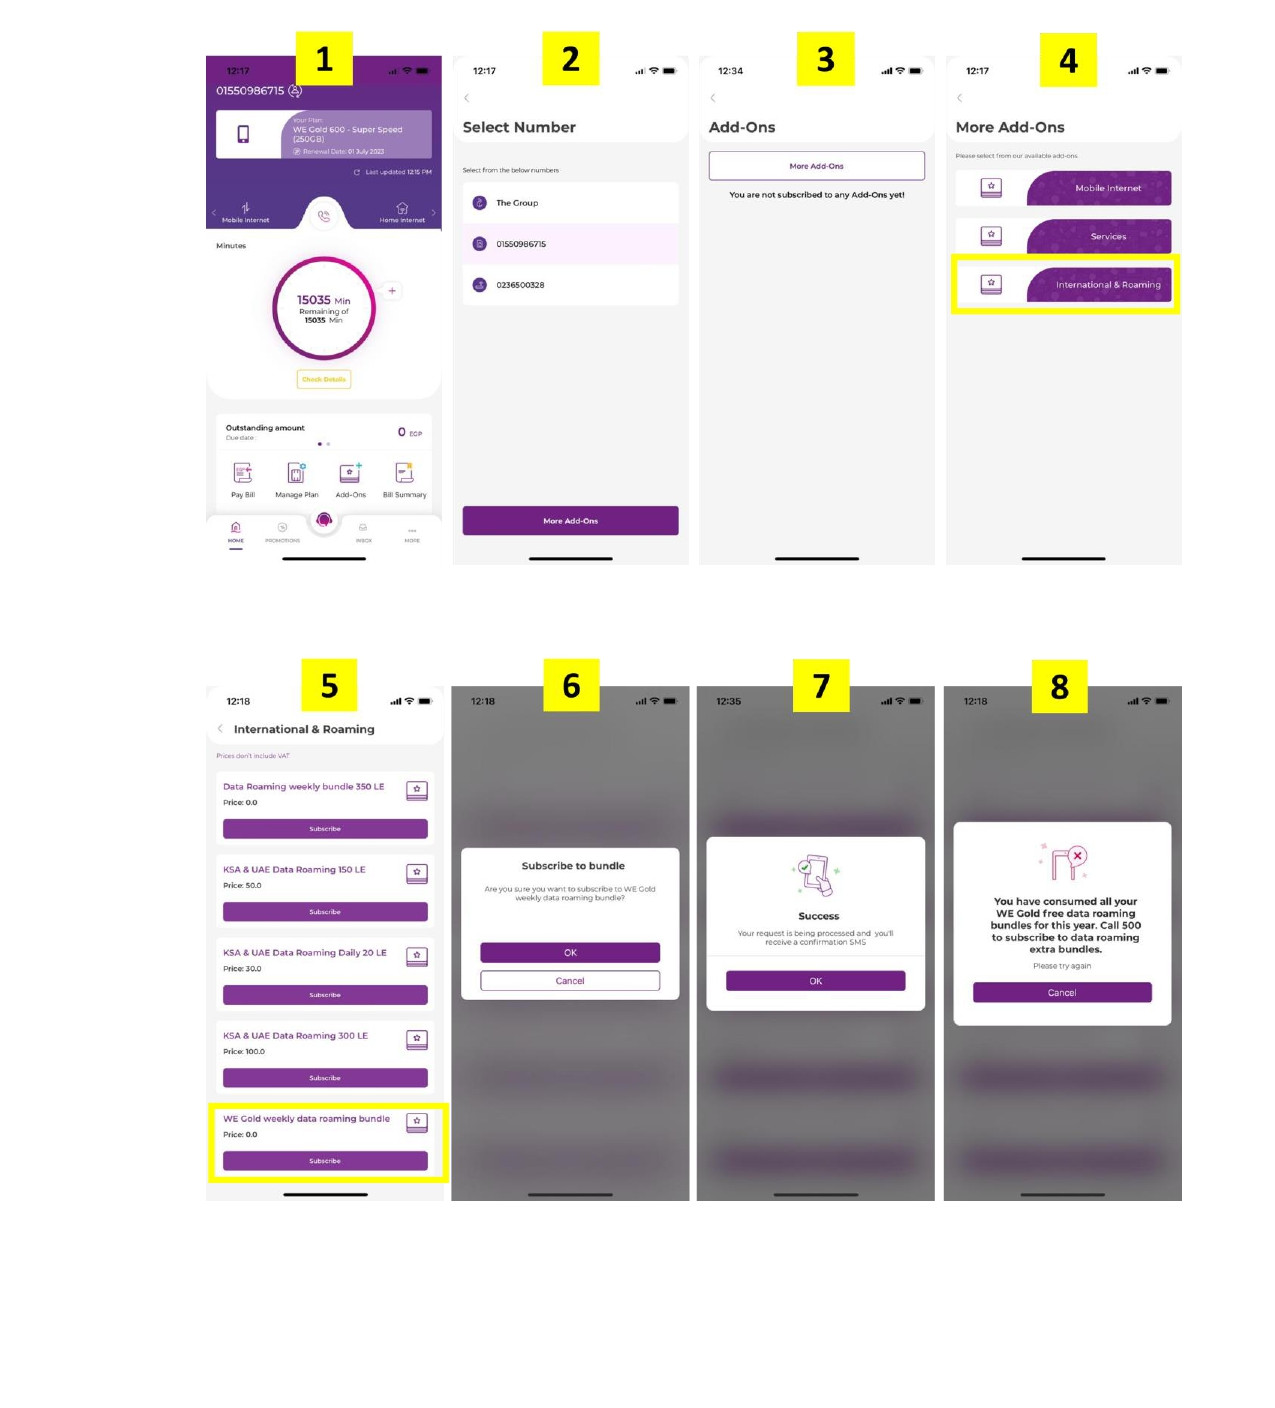 1
12:17
01550986715
Your Plan:
WE Gold 600 - Super Speed
(250GB)
Renewal Date: 01 July 2023
Last updated 12:15 PM
Mobile Internet
Home Internet
Minutes
15035 Min
Remaining of
15035 Min
+
Check Details
Outstanding amount
Due date :
0 EGP
Pay Bill
Manage Plan
Add-Ons
Bill Summary
HOME
PROMOTIONS
INBOX
MORE
2
12:17
Select Number
Select from the below numbers
The Group
01550986715
0236500328
More Add-Ons
3
12:34
Add-Ons
More Add-Ons
You are not subscribed to any Add-Ons yet!
4
12:17
More Add-Ons
Please select from our available add-ons
Mobile Internet
Services
International & Roaming
5
12:18
International & Roaming
Prices don't include VAT
Data Roaming weekly bundle 350 LE
Price: 0.0
Subscribe
KSA & UAE Data Roaming 150 LE
Price: 50.0
Subscribe
KSA & UAE Data Roaming Daily 20 LE
Price: 30.0
Subscribe
KSA & UAE Data Roaming 300 LE
Price: 100.0
Subscribe
WE Gold weekly data roaming bundle
Price: 0.0
Subscribe
6
12:18
Subscribe to bundle
Are you sure you want to subscribe to WE Gold
weekly data roaming bundle?
OK
Cancel
7
12:35
Success
Your request is being processed and you'll
receive a confirmation SMS
OK
8
12:18
You have consumed all your
WE Gold free data roaming
bundles for this year. Call 500
to subscribe to data roaming
extra bundles.
Please try again
Cancel